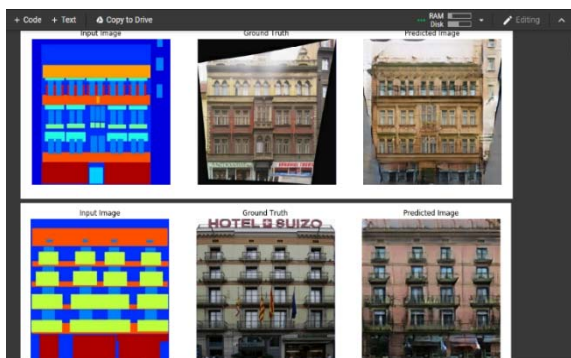 + Code + Text Copy to Drive RAM Disk Editing
Input Image Ground Truth Predicted Image
Input Image Ground Truth Predicted Image
HOTEL SUIZO